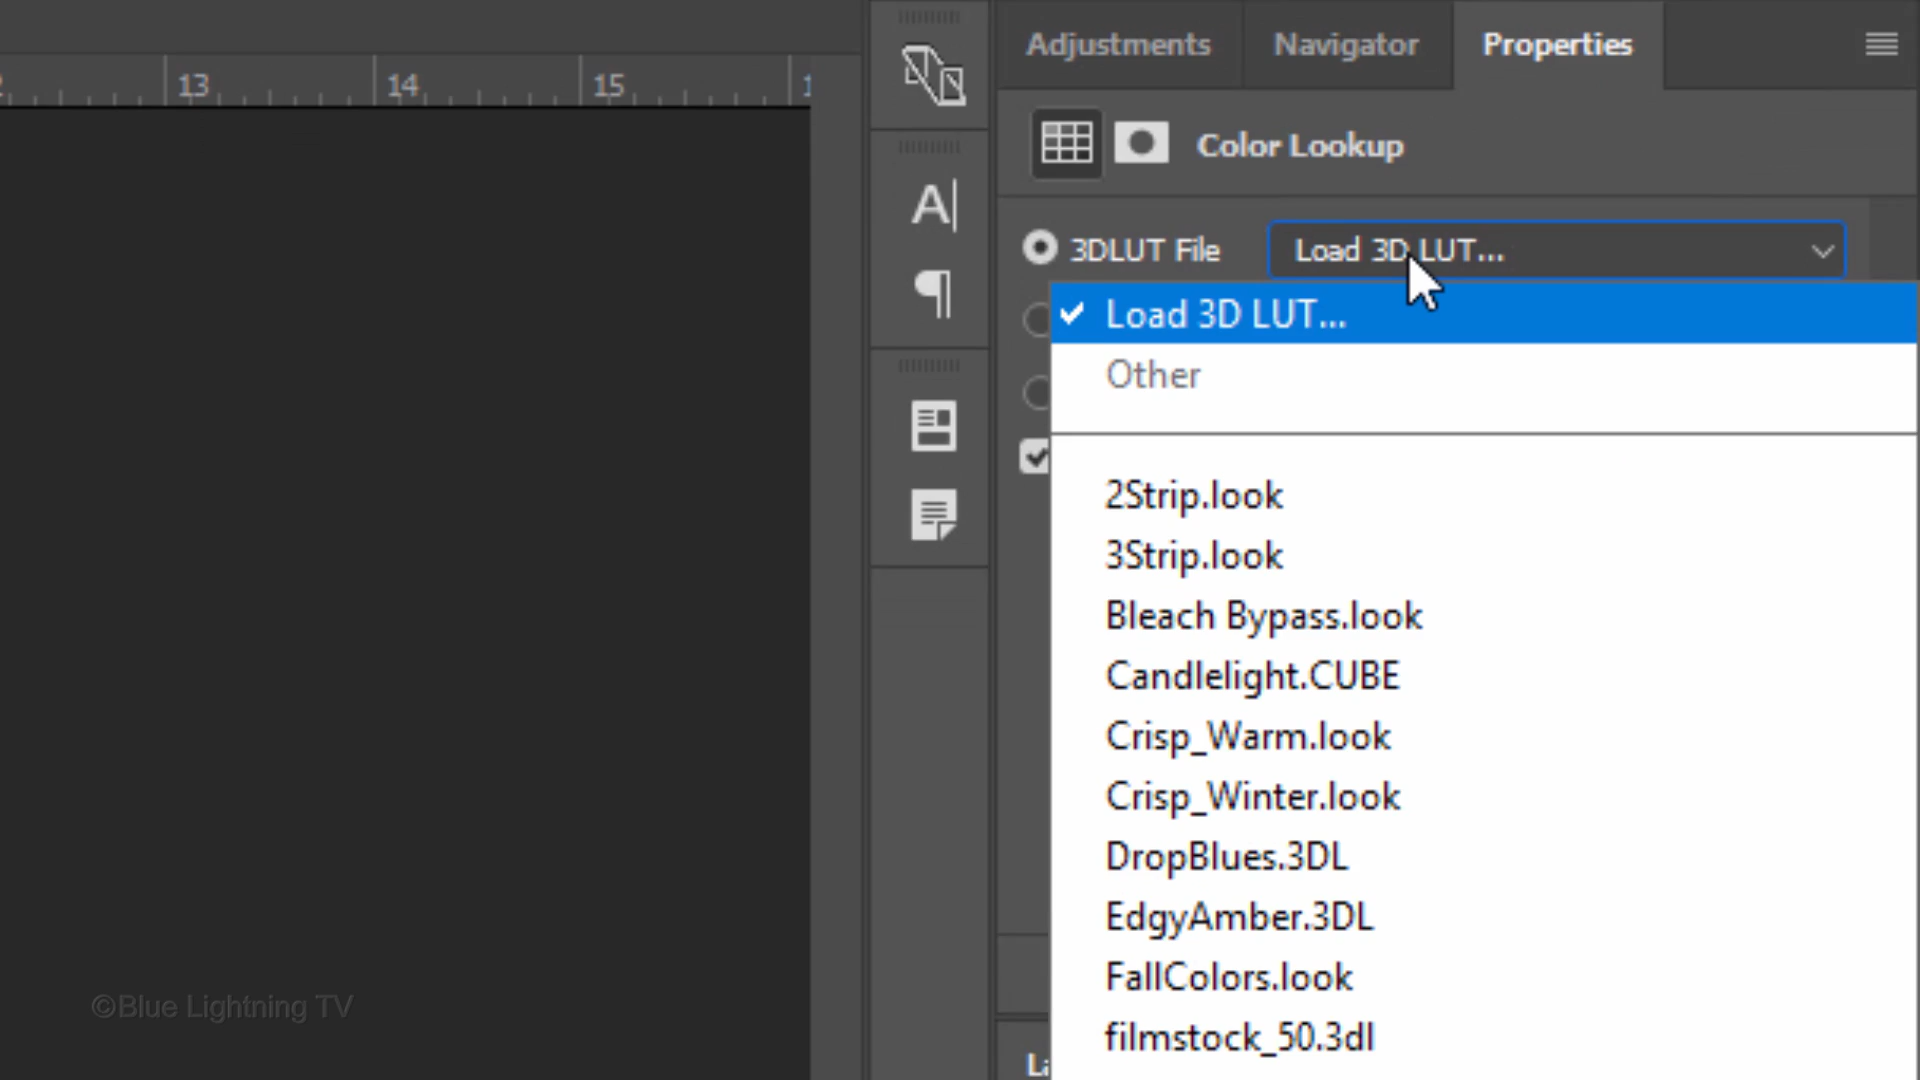 Adjustments Navigator Properties
13 14 15
Color Lookup
A
3DLUT File Load 3D LUT...
Load 3D LUT...
Other
2Strip.look
3Strip.look
Bleach Bypass.look
Candlelight.CUBE
Crisp_Warm.look
Crisp_Winter.look
DropBlues.3DL
EdgyAmber.3DL
FallColors.look
filmstock_50.3dl
©Blue Lightning TV